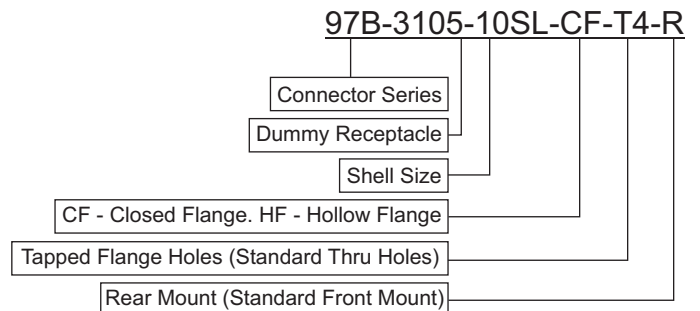 97B-3105-10SL-CF-T4-R
Connector Series
Dummy Receptacle
Shell Size
CF - Closed Flange. HF - Hollow Flange
Tapped Flange Holes (Standard Thru Holes)
Rear Mount (Standard Front Mount)